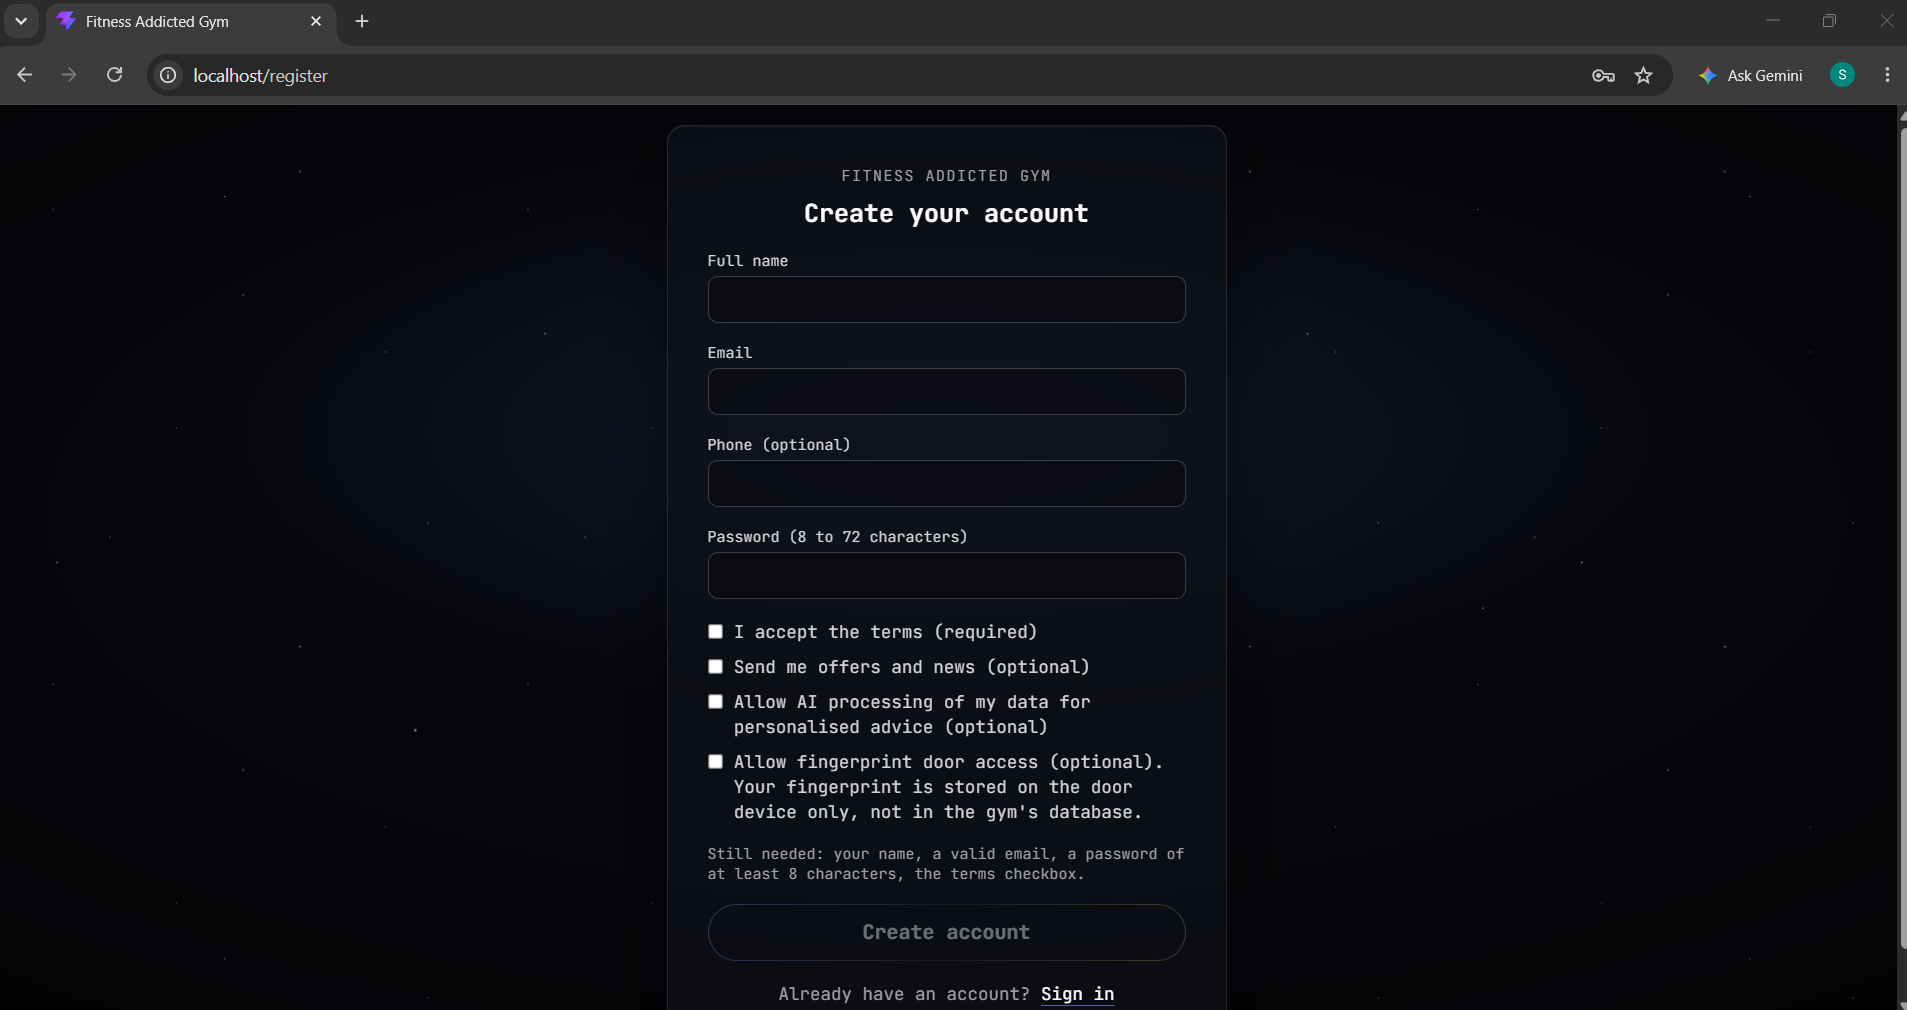 Fitness Addicted Gym
localhost/register
Ask Gemini
S
FITNESS ADDICTED GYM
Create your account
Full name
Email
Phone (optional)
Password (8 to 72 characters)
I accept the terms (required)
Send me offers and news (optional)
Allow AI processing of my data for
personalised advice (optional)
Allow fingerprint door access (optional).
Your fingerprint is stored on the door
device only, not in the gym's database.
Still needed: your name, a valid email, a password of
at least 8 characters, the terms checkbox.
Create account
Already have an account? Sign in